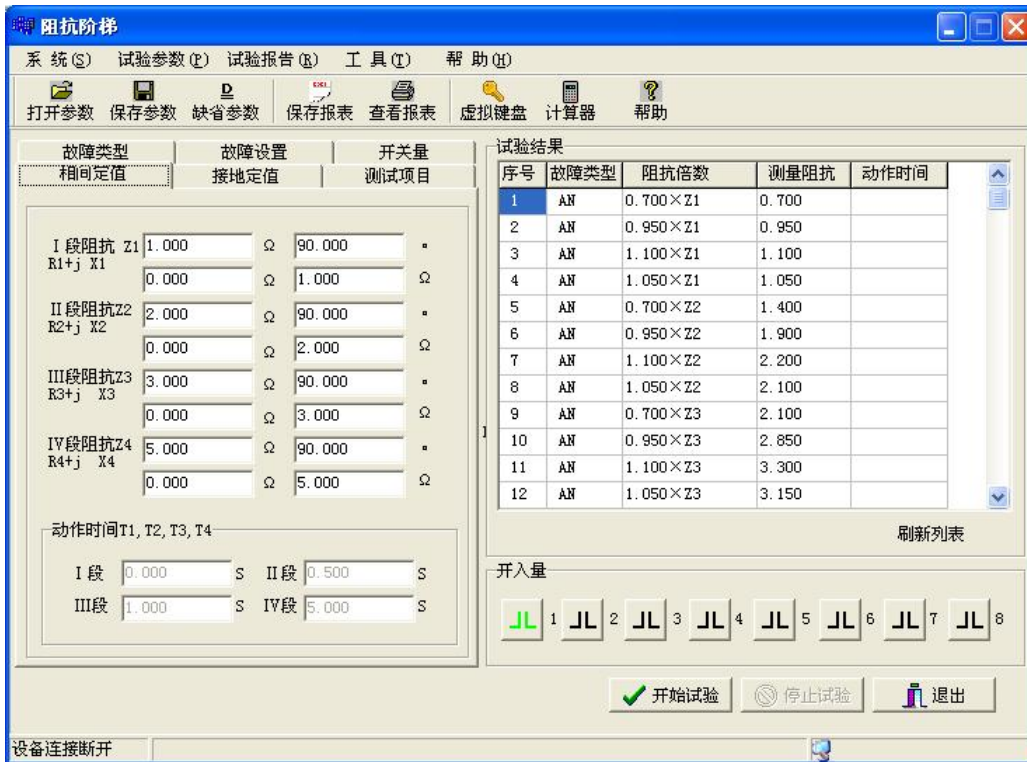 阻抗阶梯
系 统(S) 试验参数(P) 试验报告(R) 工 具(T) 帮 助(H)
打开参数 保存参数 缺省参数 保存报表 查看报表 虚拟键盘 计算器 帮助
故障类型 故障设置 开关量
相间定值 接地定值 测试项目
I 段阻抗 Z1 1.000 Ω 90.000 °
R1+j X1
0.000 Ω 1.000 Ω
II 段阻抗Z2 2.000 Ω 90.000 °
R2+j X2
0.000 Ω 2.000 Ω
III段阻抗Z3 3.000 Ω 90.000 °
R3+j X3
0.000 Ω 3.000 Ω
IV段阻抗Z4 5.000 Ω 90.000 °
R4+j X4
0.000 Ω 5.000 Ω
动作时间T1, T2, T3, T4
I 段 0.000 S II段 0.500 S
III段 1.000 S IV段 5.000 S
试验结果
序号 故障类型 阻抗倍数 测量阻抗 动作时间
1 AN 0.700×Z1 0.700
2 AN 0.950×Z1 0.950
3 AN 1.100×Z1 1.100
4 AN 1.050×Z1 1.050
5 AN 0.700×Z2 1.400
6 AN 0.950×Z2 1.900
7 AN 1.100×Z2 2.200
8 AN 1.050×Z2 2.100
9 AN 0.700×Z3 2.100
10 AN 0.950×Z3 2.850
11 AN 1.100×Z3 3.300
12 AN 1.050×Z3 3.150
刷新列表
开入量
1 2 3 4 5 6 7 8
开始试验 停止试验 退出
设备连接断开